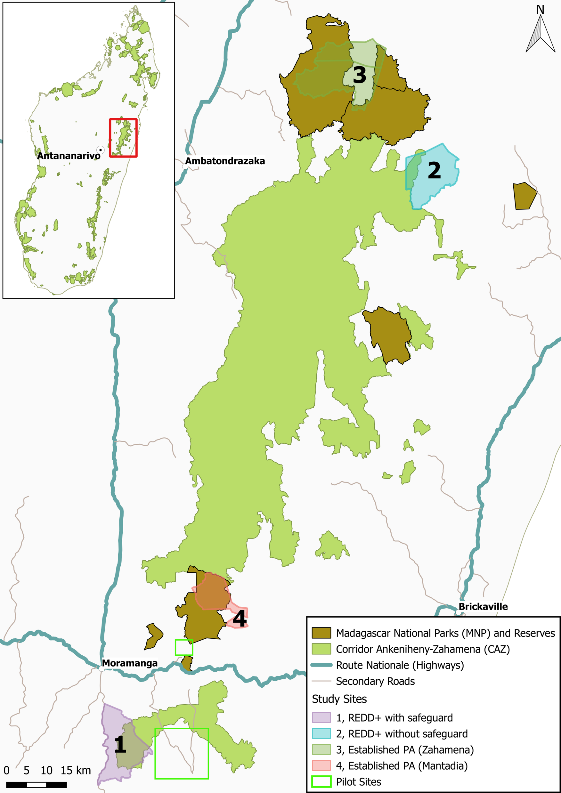 N
3
Antananarivo
Ambatondrazaka
2
4
Brickaville
Moramanga
1
0 5 10 15 km
Madagascar National Parks (MNP) and Reserves
Corridor Ankeniheny-Zahamena (CAZ)
Route Nationale (Highways)
Secondary Roads
Study Sites
1, REDD+ with safeguard
2, REDD+ without safeguard
3, Established PA (Zahamena)
4, Established PA (Mantadia)
Pilot Sites